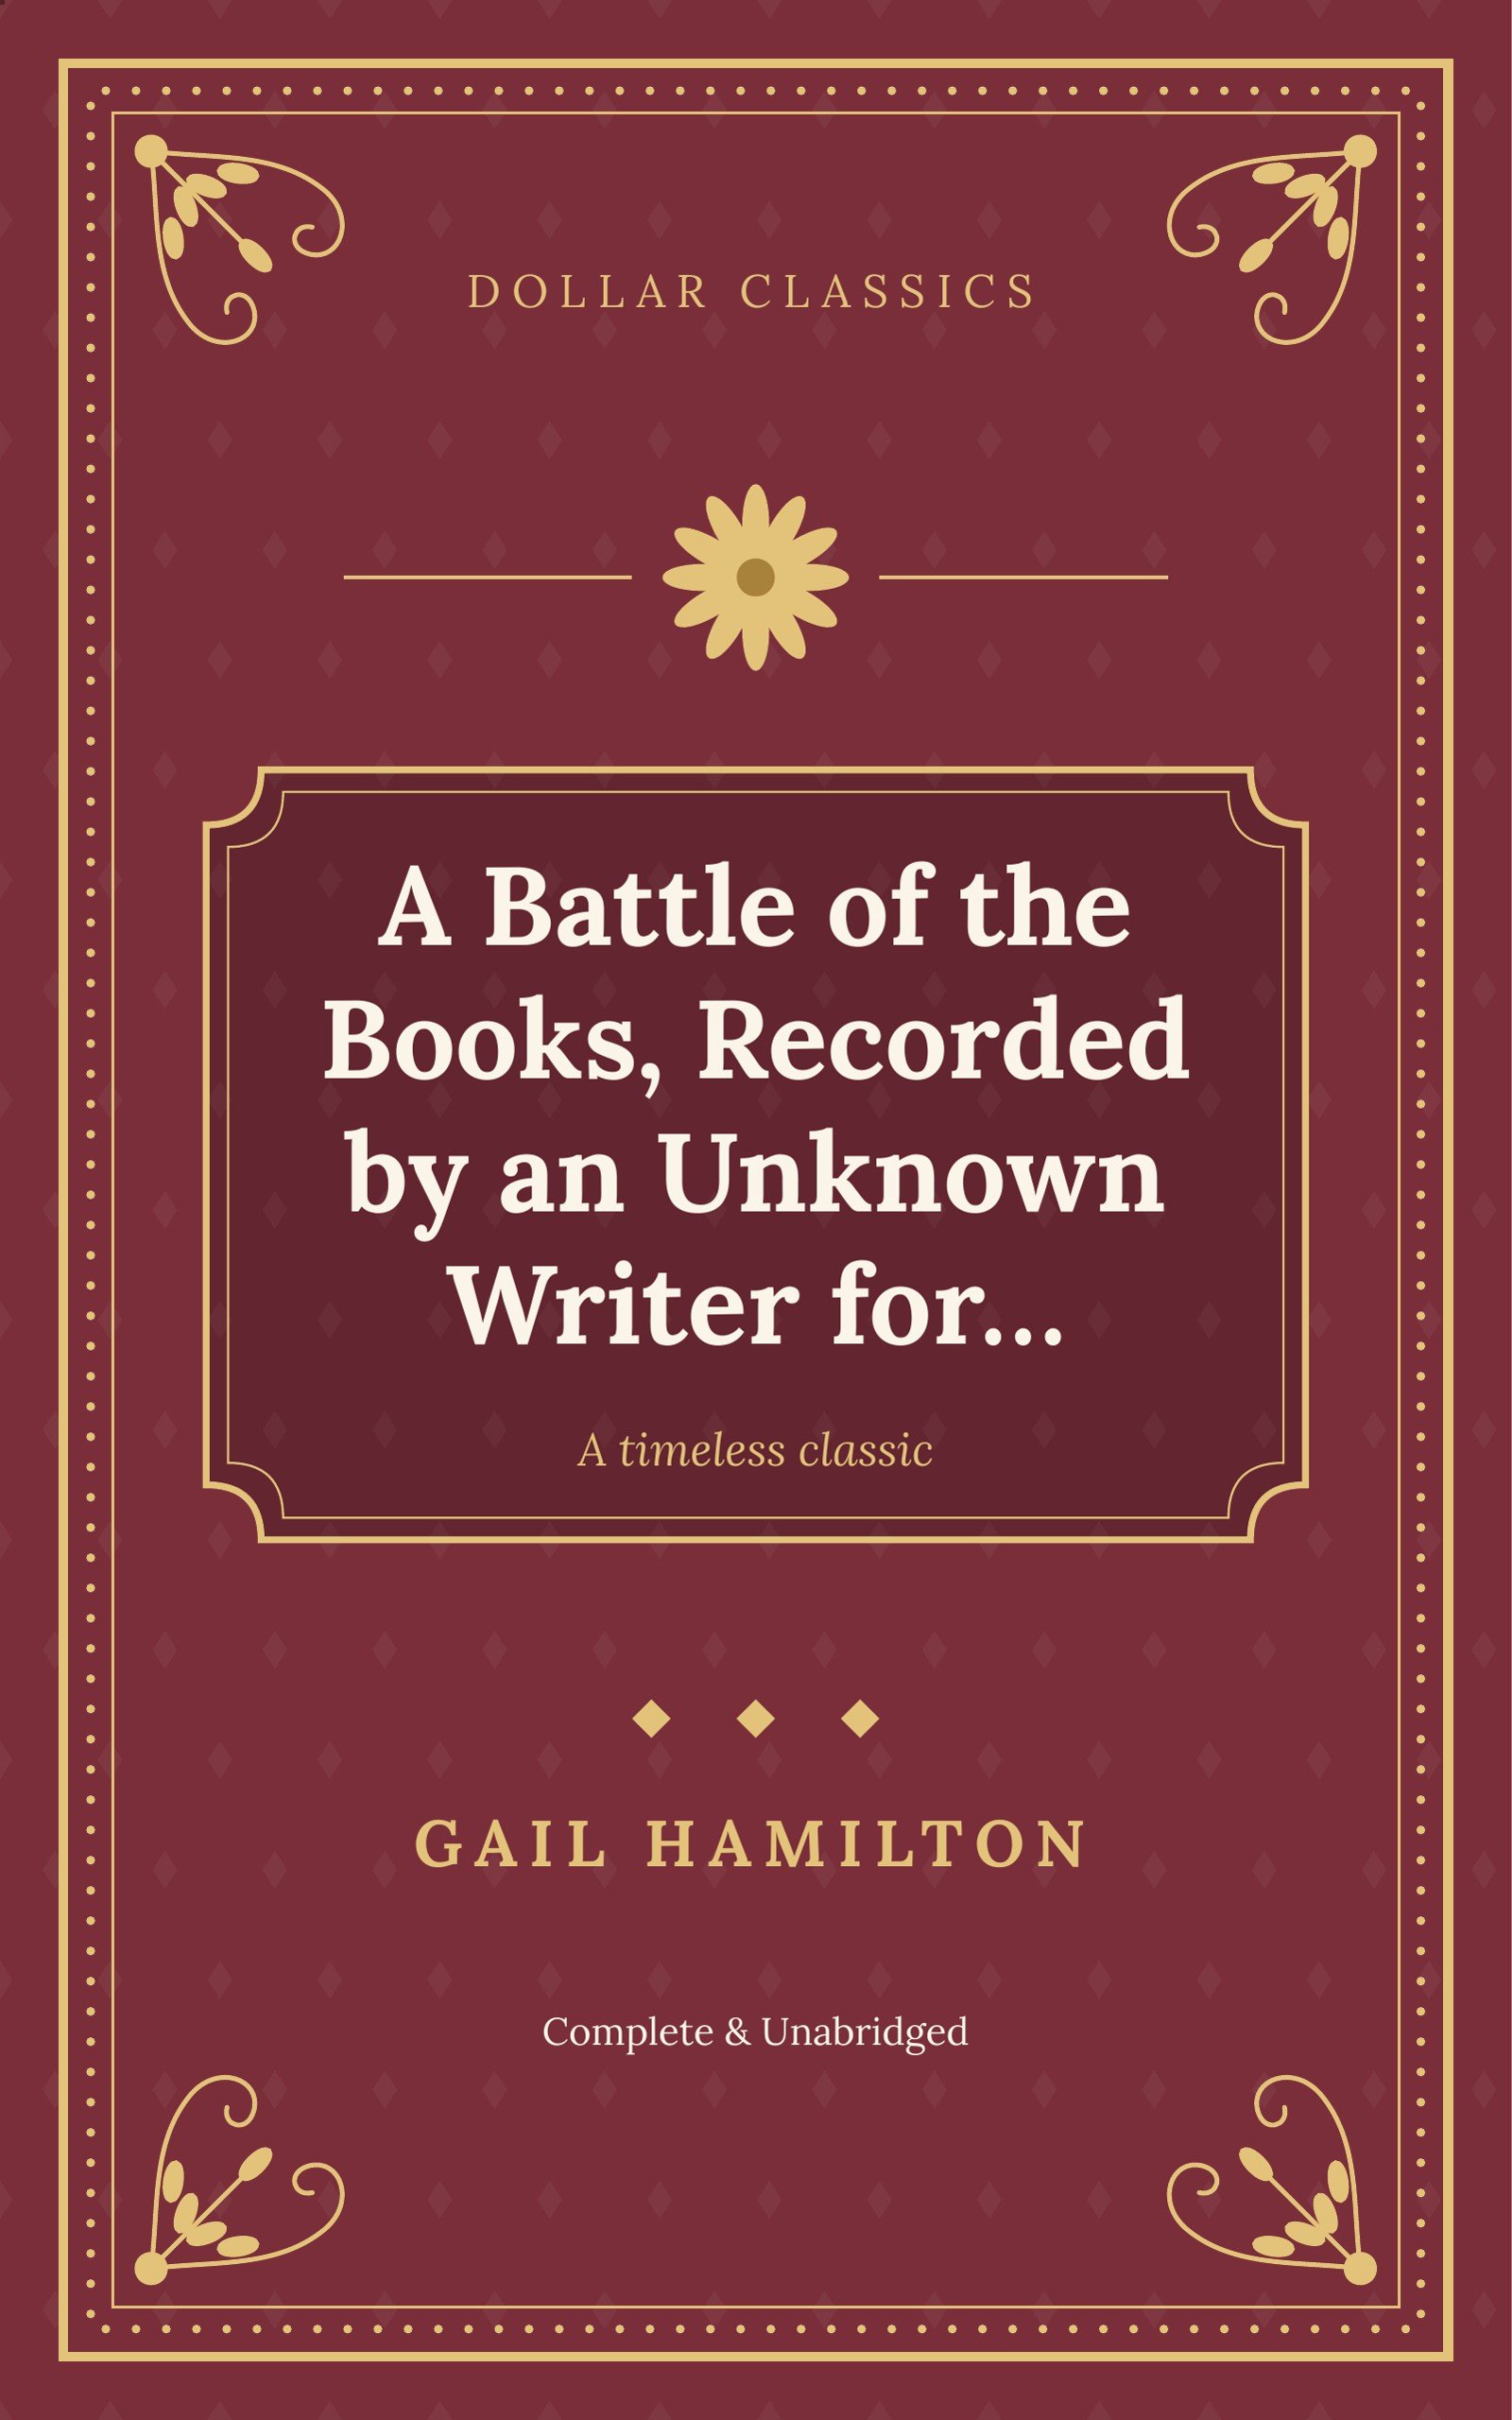 DOLLAR CLASSICS
A Battle of the
Books, Recorded
by an Unknown
Writer for...
A timeless classic
GAIL HAMILTON
Complete & Unabridged